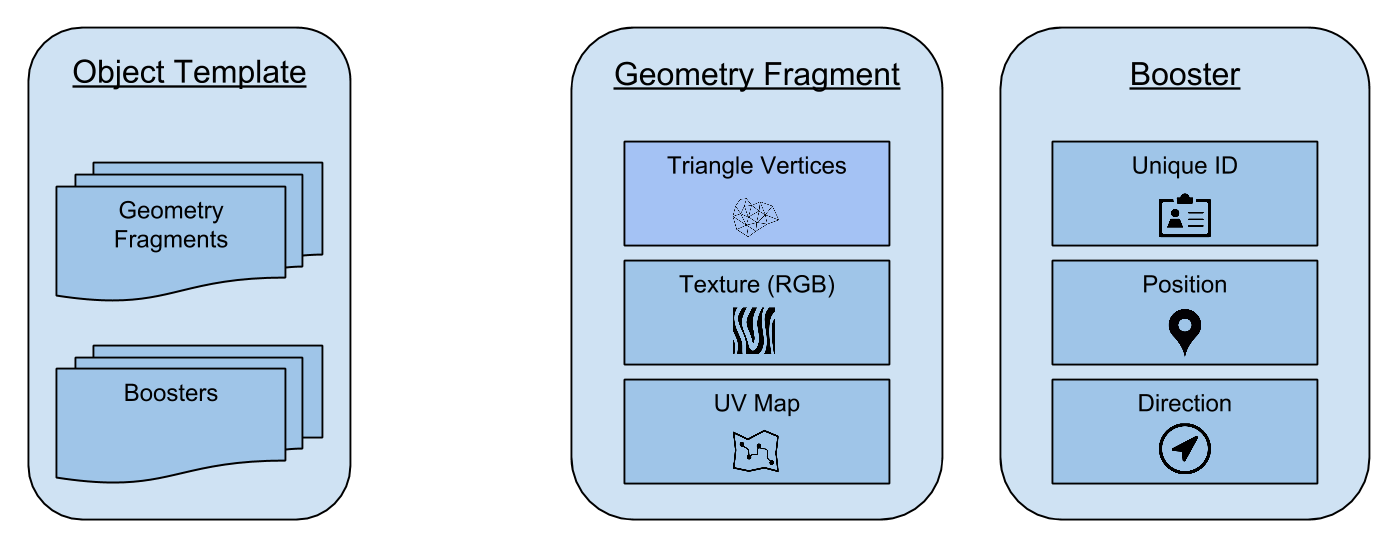 Object Template
Geometry
Fragments
Boosters
Geometry Fragment
Triangle Vertices
Texture (RGB)
UV Map
Booster
Unique ID
Position
Direction